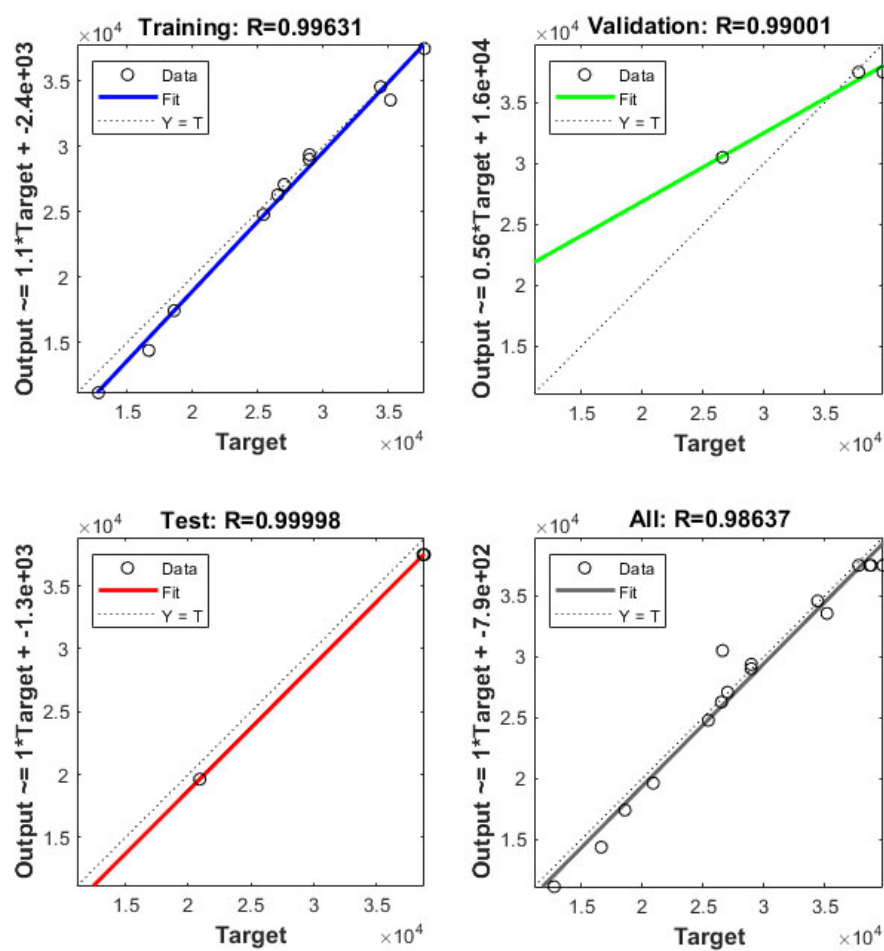 Training: R=0.99631
×10⁴
Output ~= 1.1*Target + -2.4e+03
Data
Fit
Y = T
3.5
3
2.5
2
1.5
1.5
2
2.5
3
3.5
×10⁴
Target
Validation: R=0.99001
×10⁴
Output ~= 0.56*Target + 1.6e+04
Data
Fit
Y = T
3.5
3
2.5
2
1.5
1.5
2
2.5
3
3.5
×10⁴
Target
Test: R=0.99998
×10⁴
Output ~= 1*Target + -1.3e+03
Data
Fit
Y = T
3.5
3
2.5
2
1.5
1.5
2
2.5
3
3.5
×10⁴
Target
All: R=0.98637
×10⁴
Output ~= 1*Target + -7.9e+02
Data
Fit
Y = T
3.5
3
2.5
2
1.5
1.5
2
2.5
3
3.5
×10⁴
Target